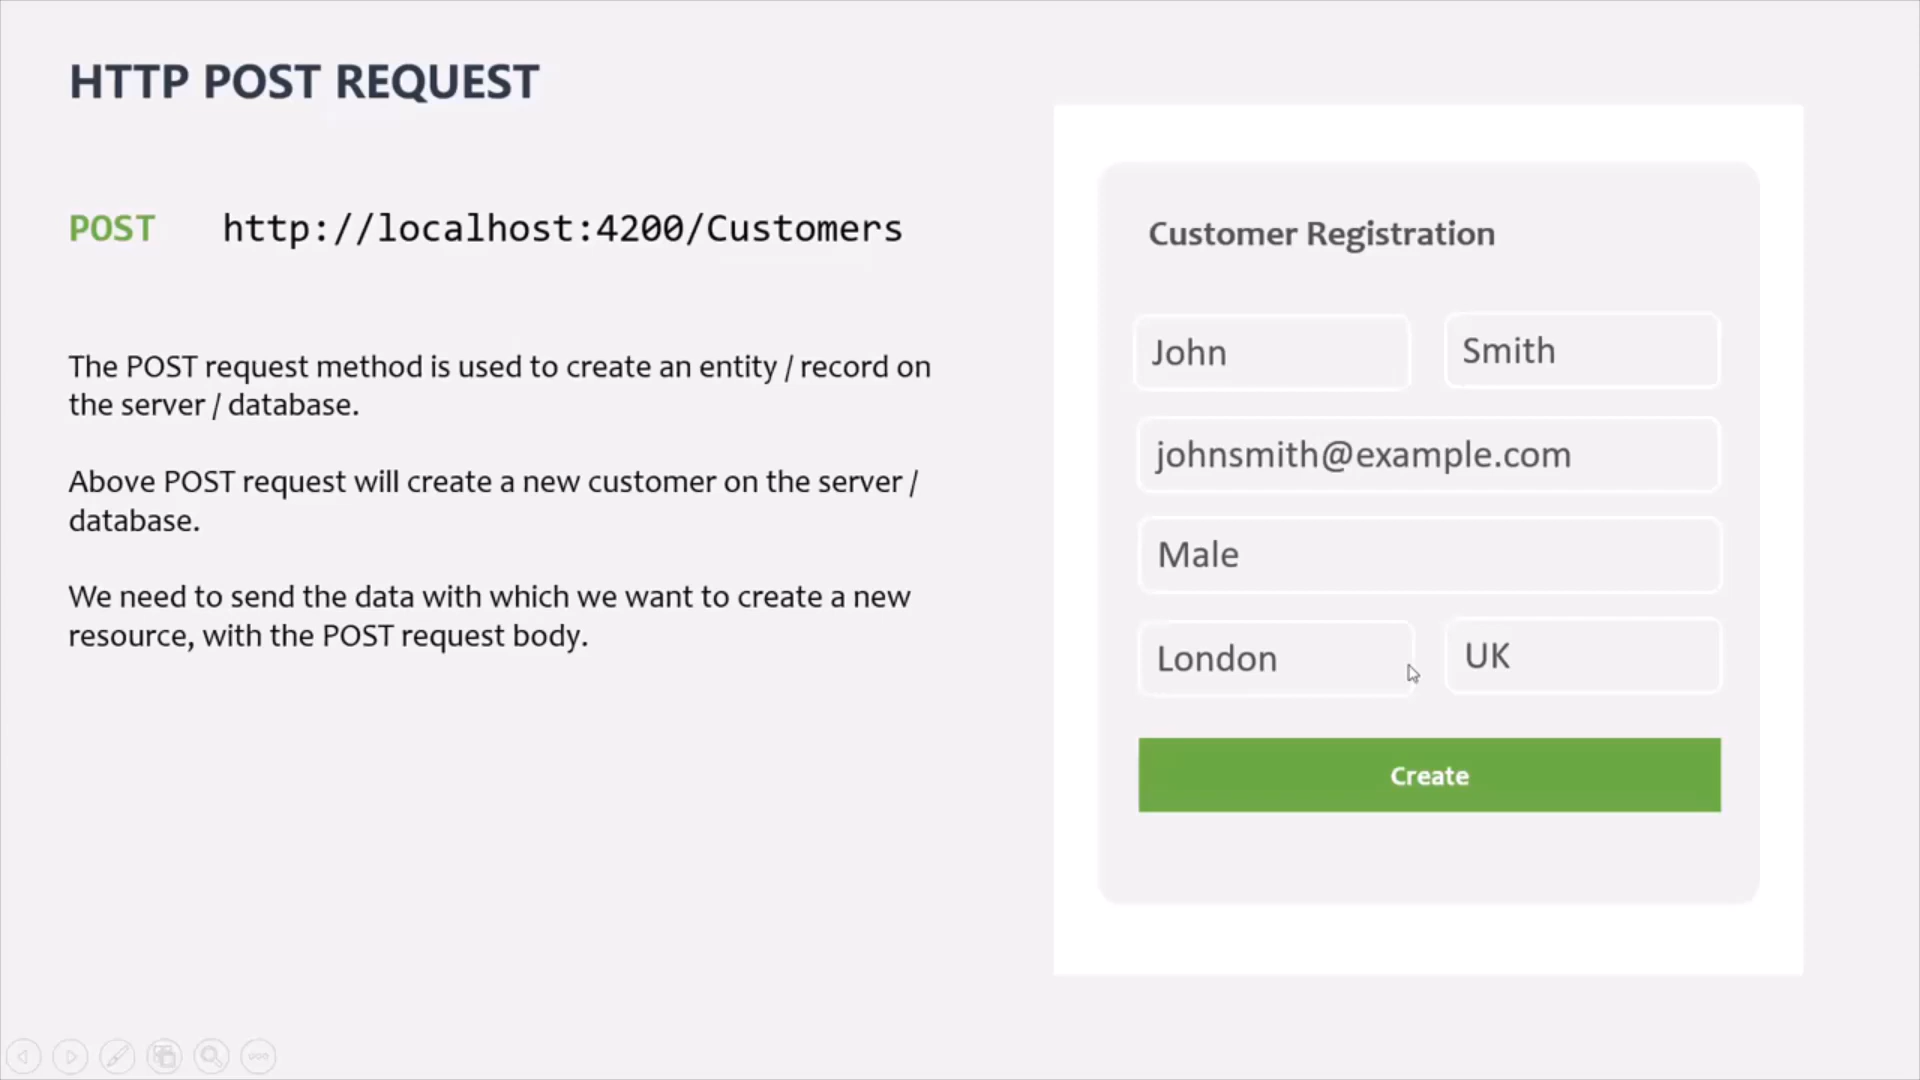 HTTP POST REQUEST
POST http://localhost:4200/Customers
The POST request method is used to create an entity / record on
the server / database.
Above POST request will create a new customer on the server /
database.
We need to send the data with which we want to create a new
resource, with the POST request body.
Customer Registration
John Smith
johnsmith@example.com
Male
London UK
Create